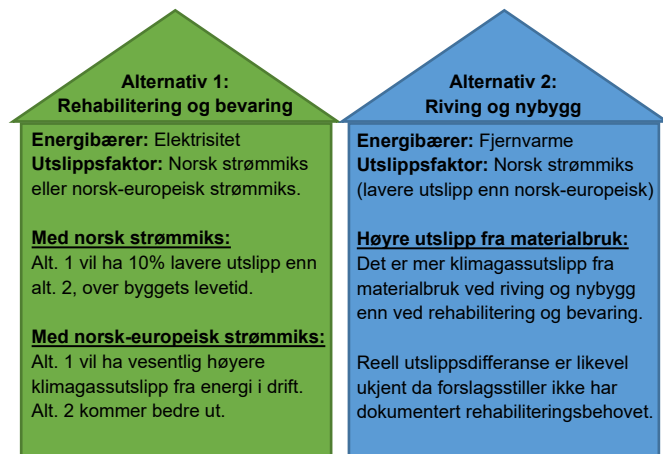 Alternativ 1:
Rehabilitering og bevaring
Energibærer: Elektrisitet
Utslippsfaktor: Norsk strømmiks
eller norsk-europeisk strømmiks.
Med norsk strømmiks:
Alt. 1 vil ha 10% lavere utslipp enn
alt. 2, over byggets levetid.
Med norsk-europeisk strømmiks:
Alt. 1 vil ha vesentlig høyere
klimagassutslipp fra energi i drift.
Alt. 2 kommer bedre ut.
Alternativ 2:
Riving og nybygg
Energibærer: Fjernvarme
Utslippsfaktor: Norsk strømmiks
(lavere utslipp enn norsk-europeisk)
Høyre utslipp fra materialbruk:
Det er mer klimagassutslipp fra
materialbruk ved riving og nybygg
enn ved rehabilitering og bevaring.
Reell utslippsdifferanse er likevel
ukjent da forslagsstiller ikke har
dokumentert rehabiliteringsbehovet.